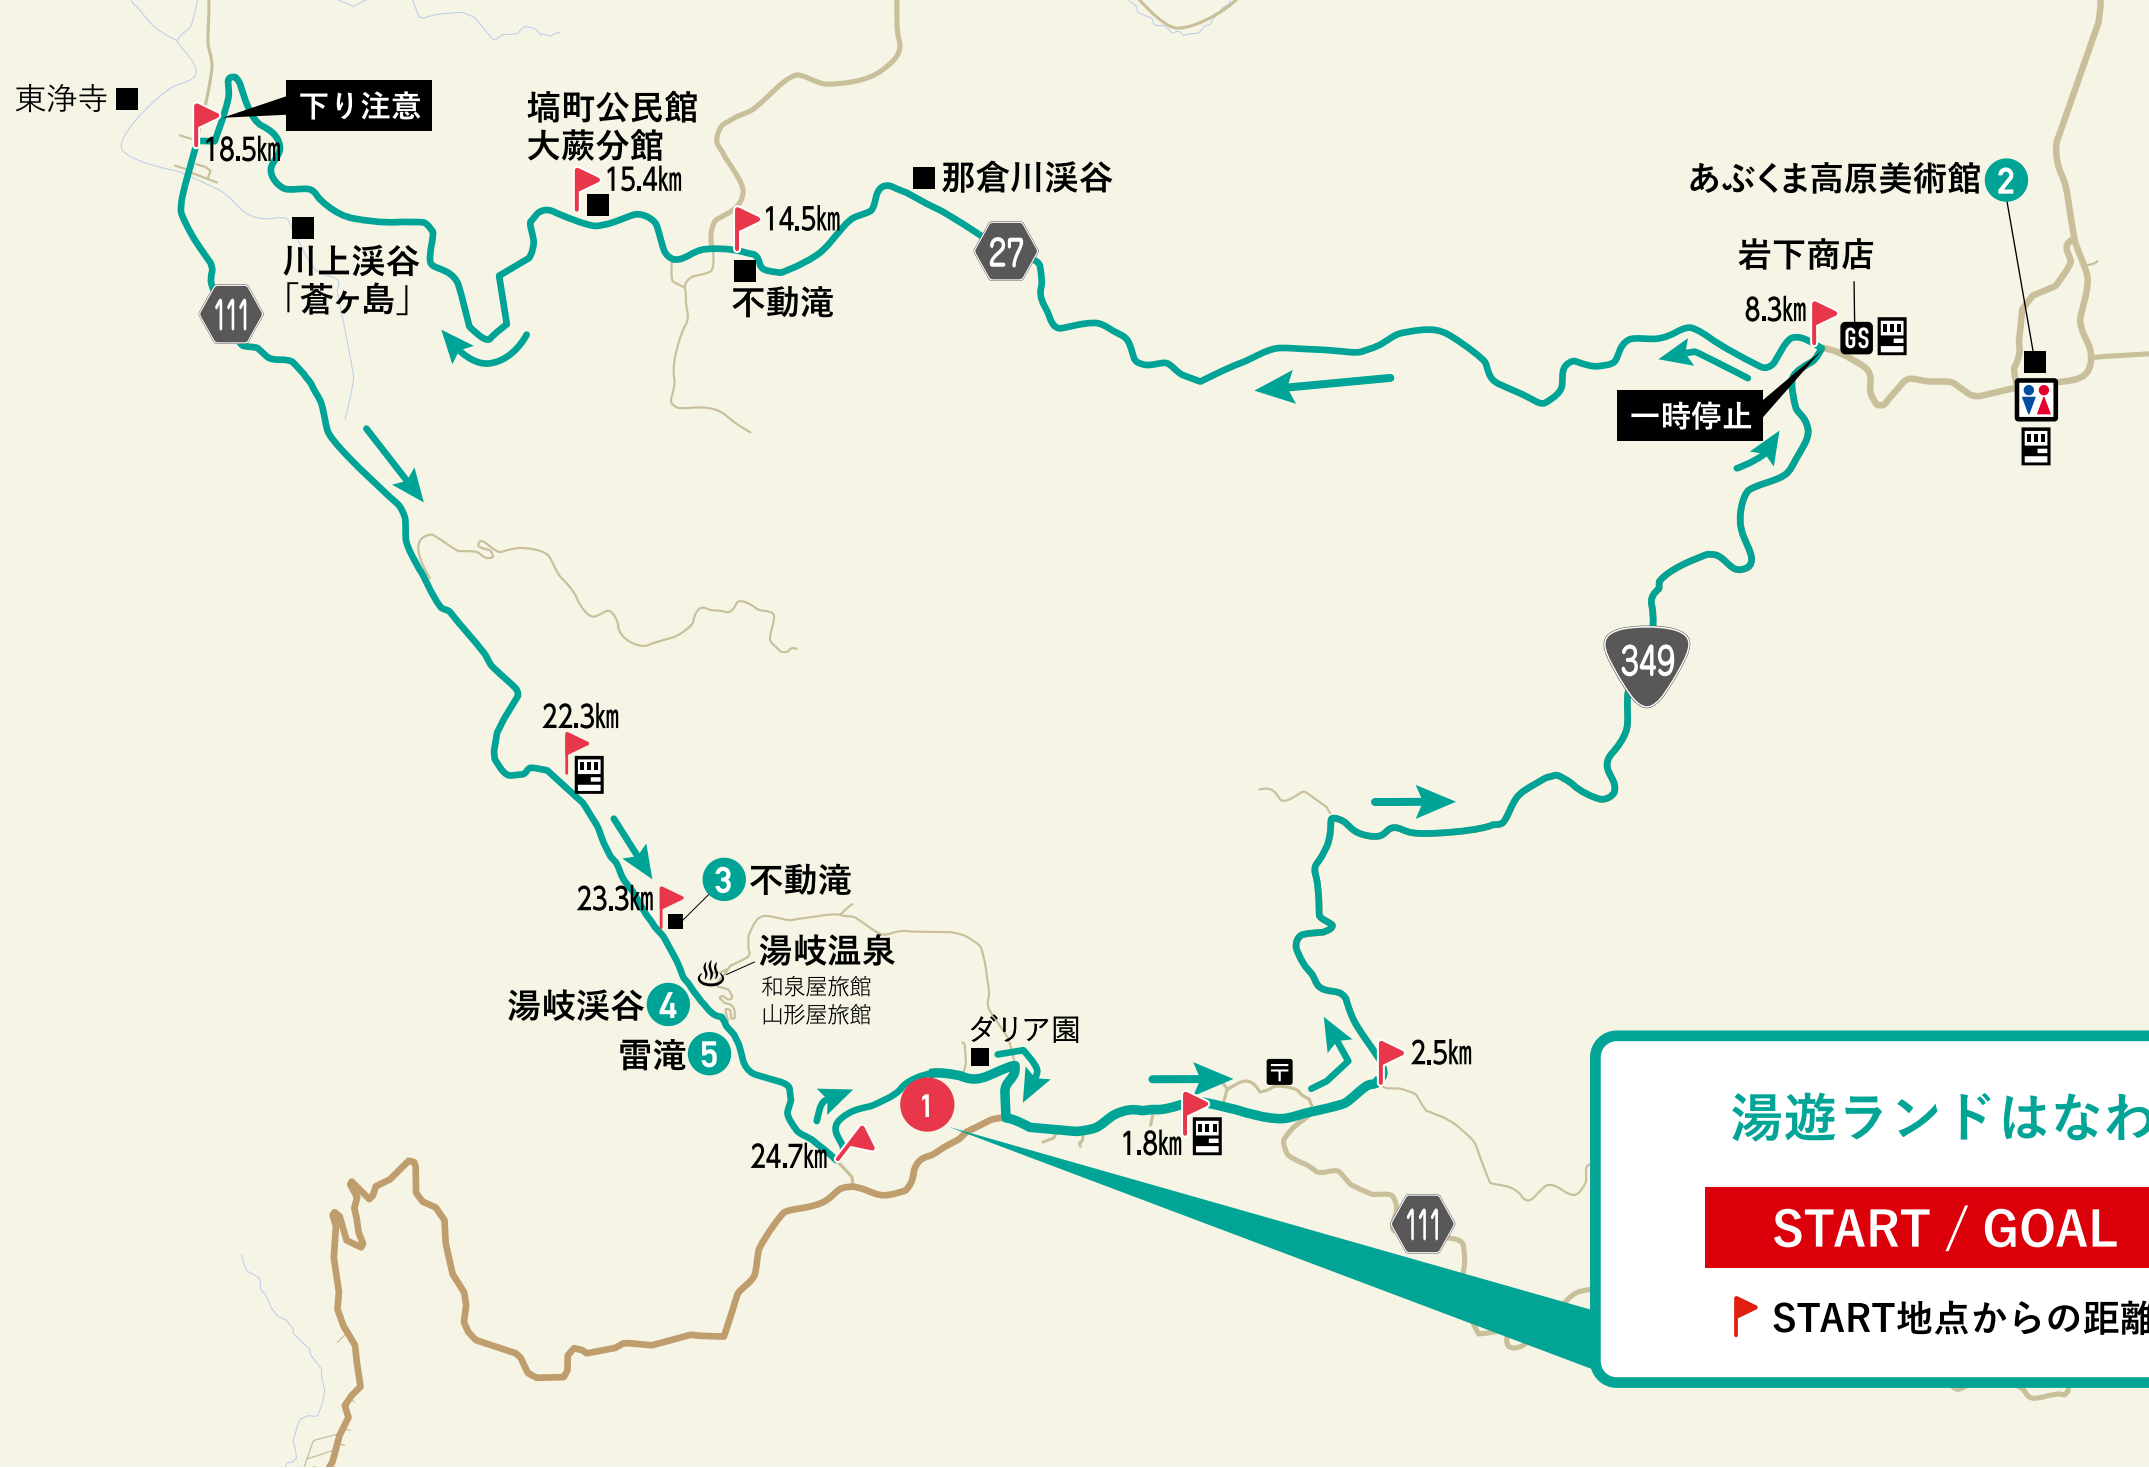 東浄寺
下り注意
18.5km
塙町公民館
大蕨分館
15.4km
14.5km
不動滝
那倉川渓谷
27
あぶくま高原美術館
2
岩下商店
8.3km
GS
一時停止
川上渓谷
「蒼ヶ島」
111
349
22.3km
23.3km
3
不動滝
湯岐温泉
和泉屋旅館
山形屋旅館
湯岐渓谷
4
雷滝
5
ダリア園
1
24.7km
1.8km
〒
2.5km
111
湯遊ランドはなわ
START / GOAL
START地点からの距離